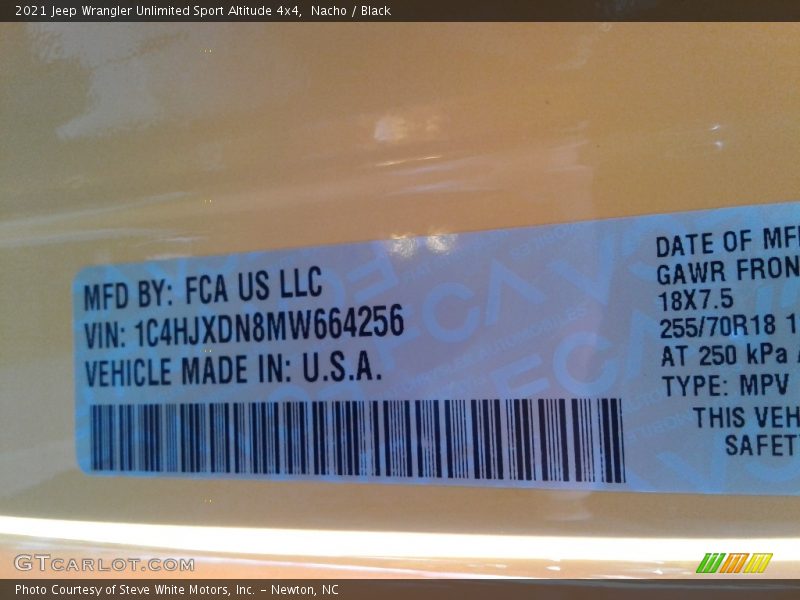 2021 Jeep Wrangler Unlimited Sport Altitude 4x4, Nacho / Black
MFD BY: FCA US LLC
VIN: 1C4HJXDN8MW664256
VEHICLE MADE IN: U.S.A.
DATE OF MF
GAWR FRON
18X7.5
255/70R18 1
AT 250 kPa
TYPE: MPV
THIS VEH
SAFET
GTCARLOT.COM
Photo Courtesy of Steve White Motors, Inc. – Newton, NC